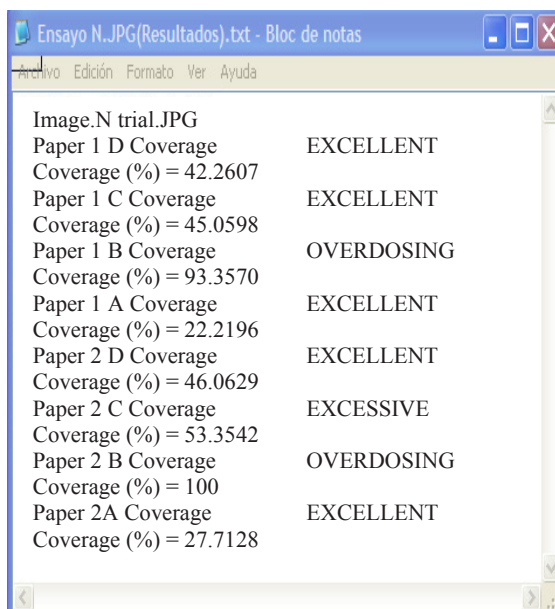 Ensayo N.JPG(Resultados).txt - Bloc de notas
Archivo Edición Formato Ver Ayuda
Image.N trial.JPG
Paper 1 D Coverage EXCELLENT
Coverage (%) = 42.2607
Paper 1 C Coverage EXCELLENT
Coverage (%) = 45.0598
Paper 1 B Coverage OVERDOSING
Coverage (%) = 93.3570
Paper 1 A Coverage EXCELLENT
Coverage (%) = 22.2196
Paper 2 D Coverage EXCELLENT
Coverage (%) = 46.0629
Paper 2 C Coverage EXCESSIVE
Coverage (%) = 53.3542
Paper 2 B Coverage OVERDOSING
Coverage (%) = 100
Paper 2A Coverage EXCELLENT
Coverage (%) = 27.7128